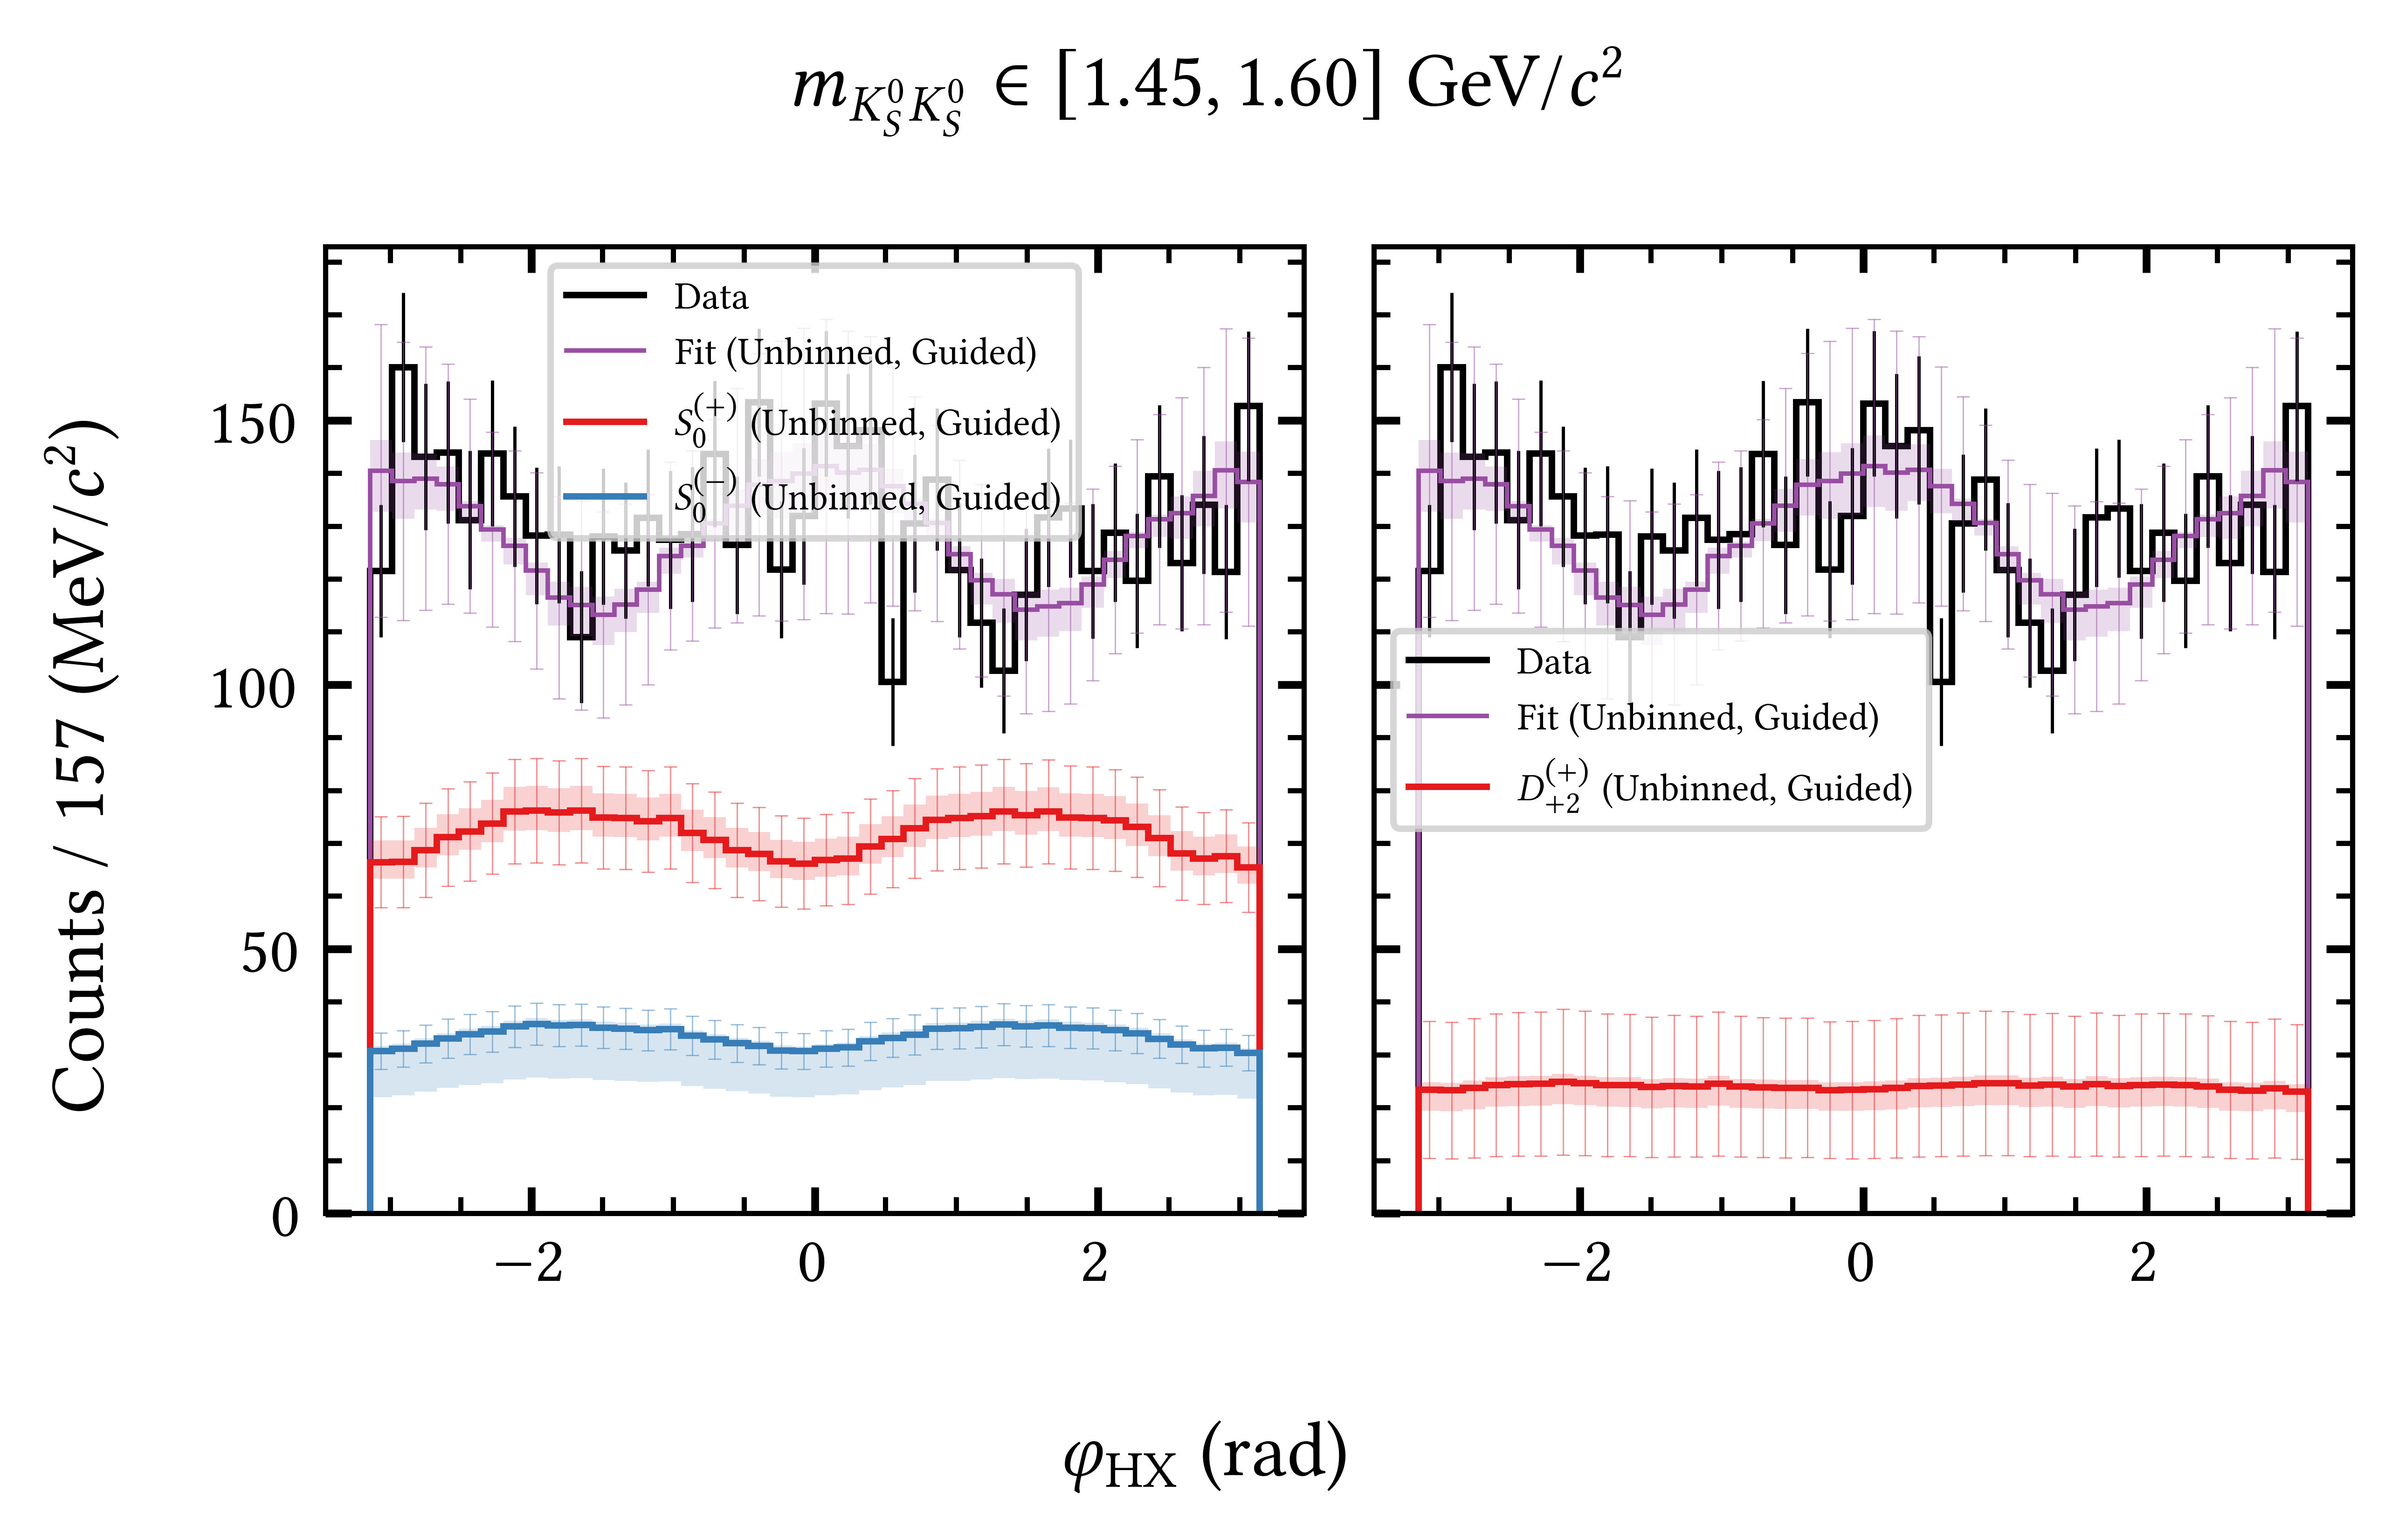 m_{K_S^0 K_S^0} ∈ [1.45, 1.60] GeV/c²
Counts / 157 (MeV/c²)
150
100
50
0
Data
Fit (Unbinned, Guided)
S_0^{(+)} (Unbinned, Guided)
S_0^{(−)} (Unbinned, Guided)
−2
0
2
Data
Fit (Unbinned, Guided)
D_{+2}^{(+)} (Unbinned, Guided)
−2
0
2
φ_{HX} (rad)